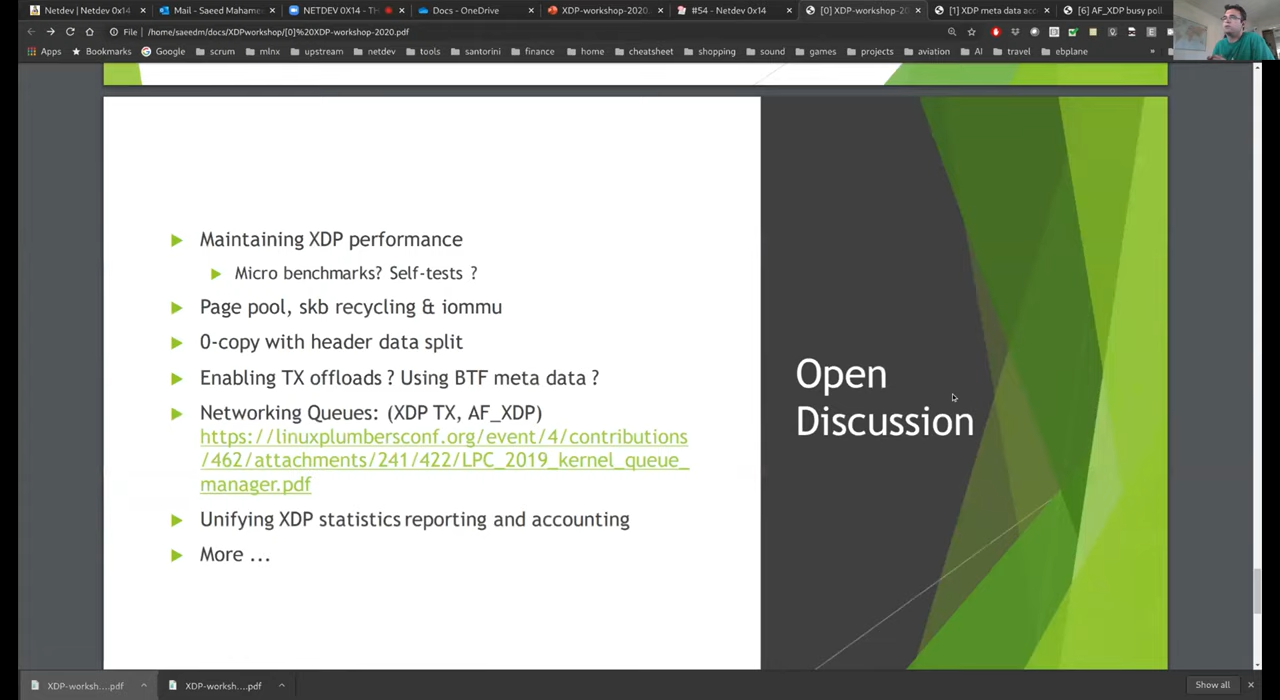 Netdev | Netdev 0x14
Mail - Saeed Mahame
NETDEV 0X14 - TH
Docs - OneDrive
XDP-workshop-2020.
#54 - Netdev 0x14
[0] XDP-workshop-20
[1] XDP meta data acc
[6] AF_XDP busy poll
File | /home/saeedm/docs/XDPworkshop/[0]%20XDP-workshop-2020.pdf
Apps Bookmarks Google scrum mlnx upstream netdev tools santorini finance home cheatsheet shopping sound games projects aviation AI travel ebplane »
Maintaining XDP performance
Micro benchmarks? Self-tests ?
Page pool, skb recycling & iommu
0-copy with header data split
Enabling TX offloads ? Using BTF meta data ?
Networking Queues: (XDP TX, AF_XDP)
https://linuxplumbersconf.org/event/4/contributions
/462/attachments/241/422/LPC_2019_kernel_queue_
manager.pdf
Unifying XDP statistics reporting and accounting
More ...
Open
Discussion
XDP-worksh....pdf
XDP-worksh....pdf
Show all